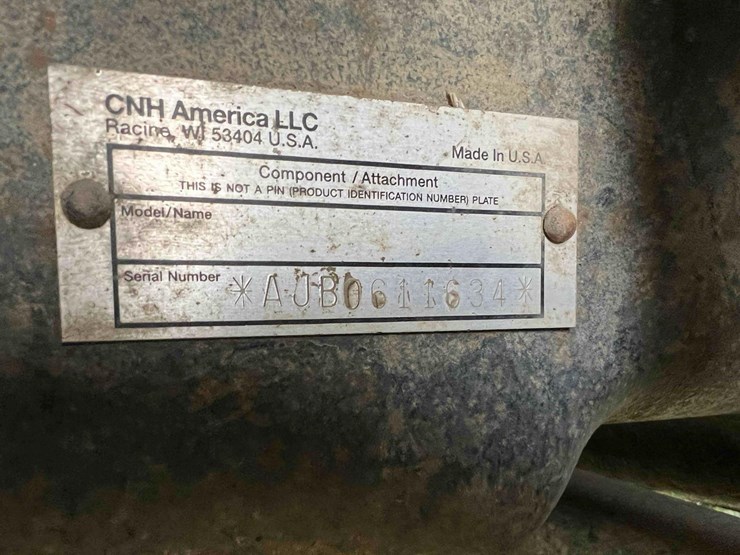 CNH America LLC
Racine, WI 53404 U.S.A.
Made In U.S.A.
Component / Attachment
THIS IS NOT A PIN (PRODUCT IDENTIFICATION NUMBER) PLATE
Model/Name
Serial Number *AJB0611634*